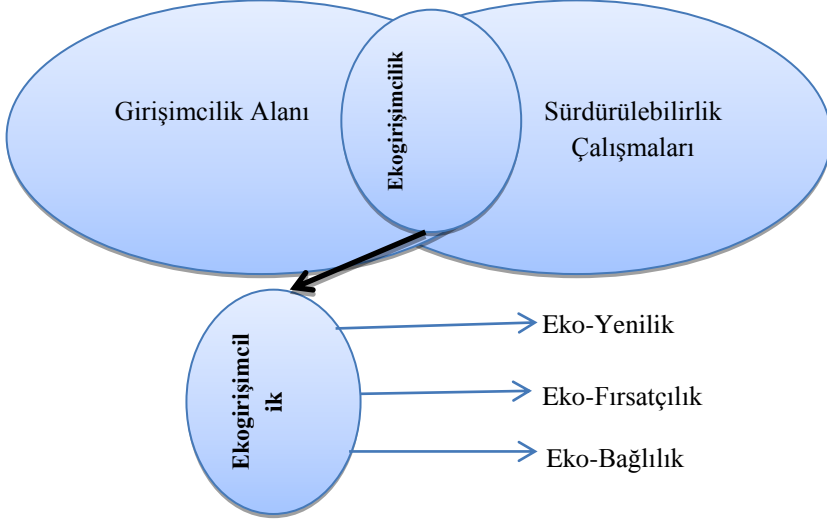 Girişimcilik Alanı
Ekogirişimcilik
Sürdürülebilirlik
Çalışmaları
Ekogirişimcil
ik
Eko-Yenilik
Eko-Fırsatçılık
Eko-Bağlılık